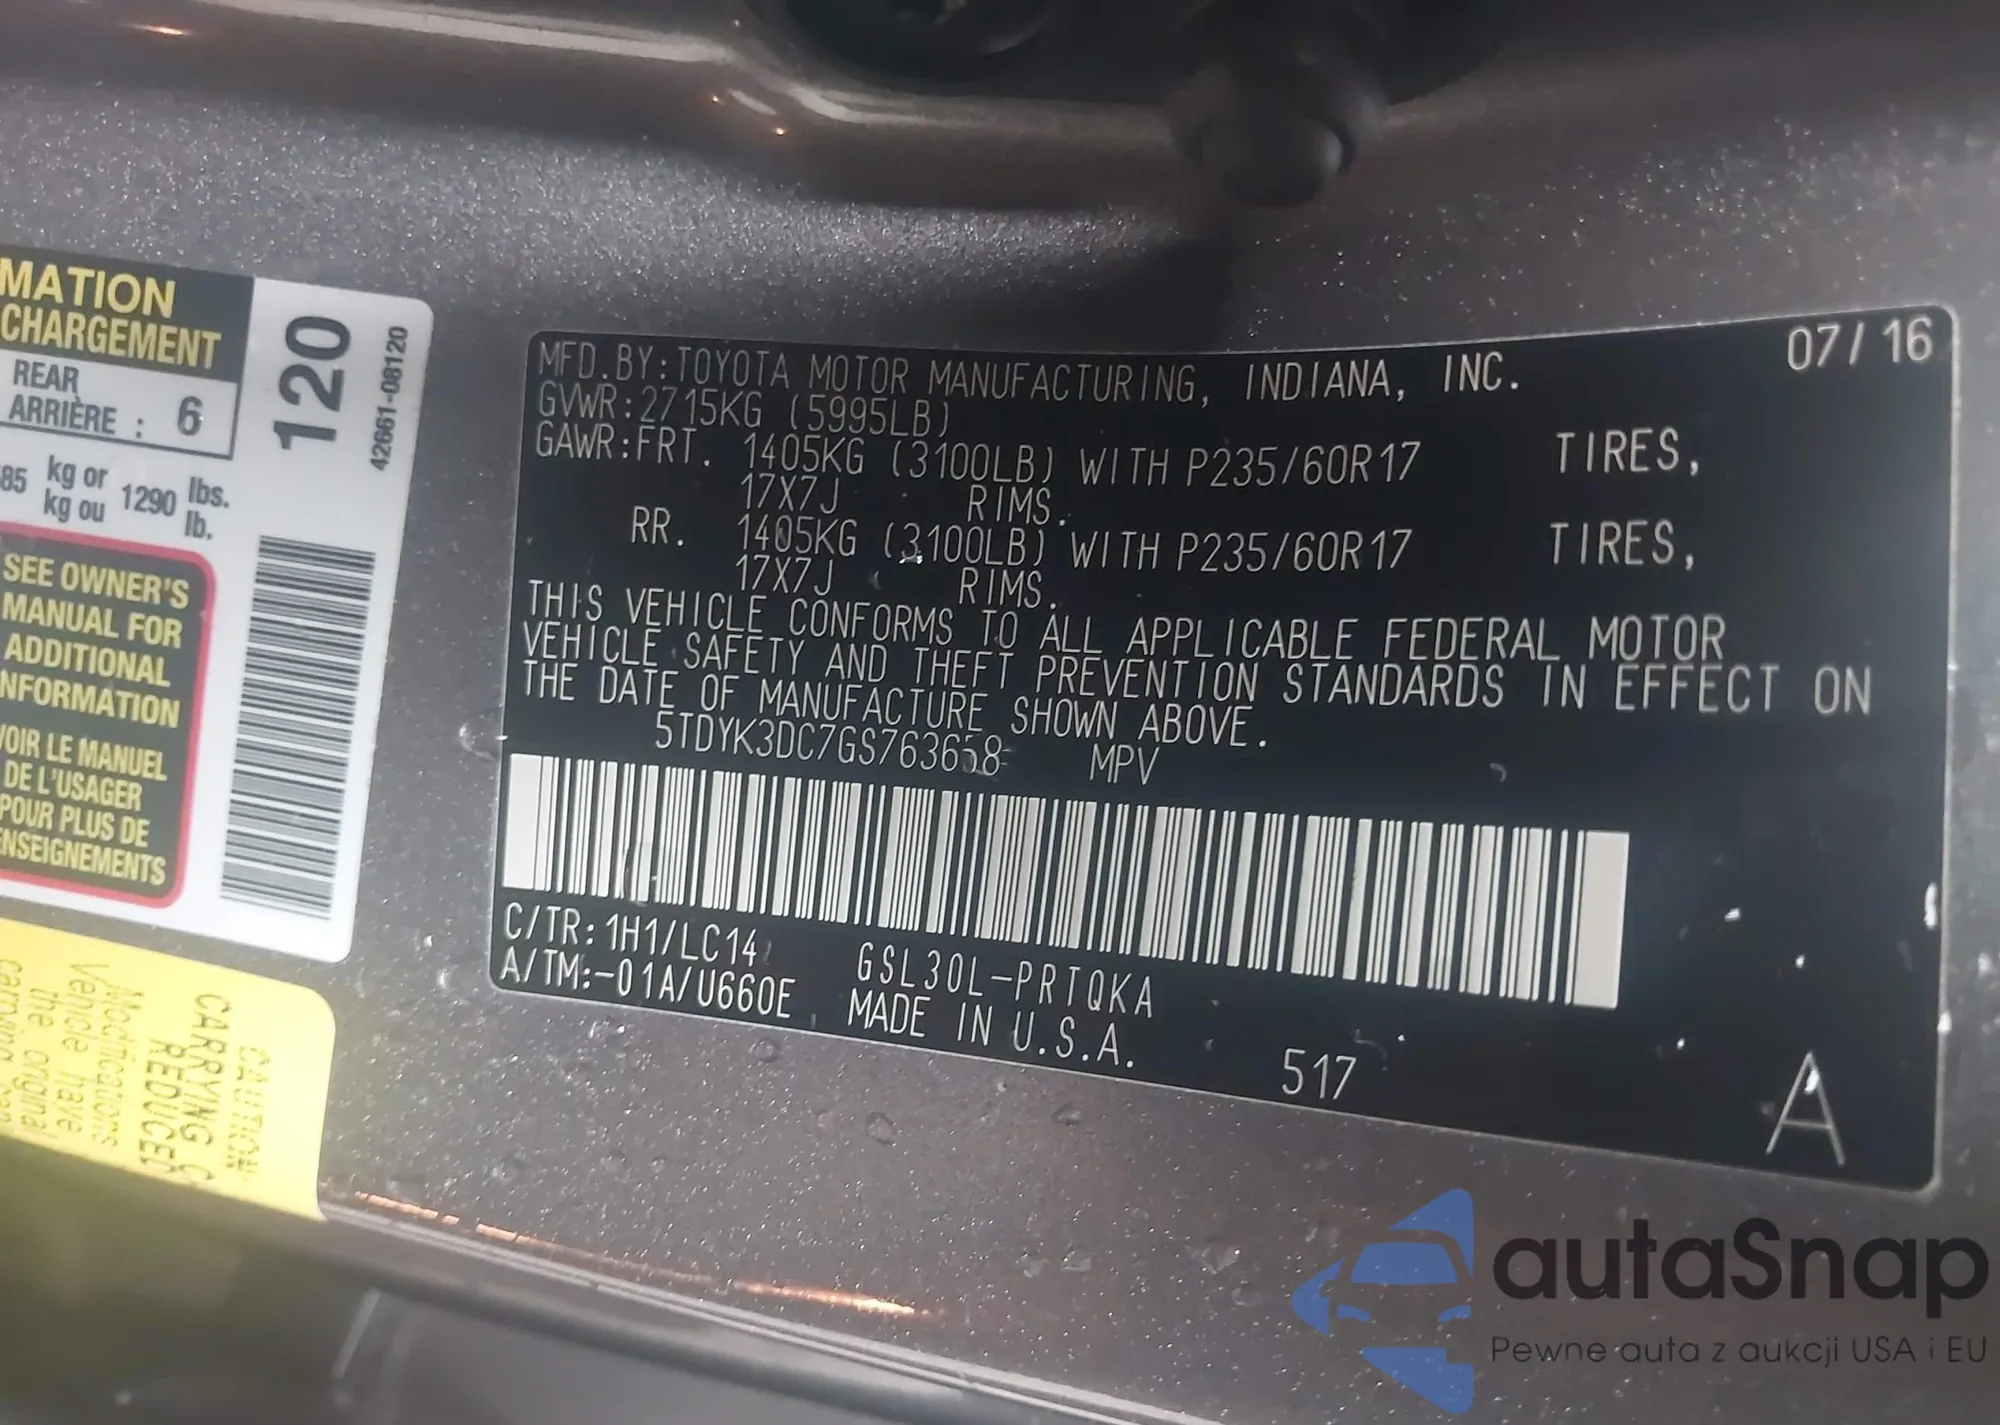 MATION
CHARGEMENT
REAR
ARRIÈRE : 6
85 kg or 1290 lbs.
kg ou lb.
SEE OWNER'S
MANUAL FOR
ADDITIONAL
NFORMATION
VOIR LE MANUEL
DE L'USAGER
POUR PLUS DE
ENSEIGNEMENTS
120
42661-08120
CAUTION:
CARRYING C
REDUCED
Modifications
vehicle have
the original
07/16
MFD.BY:TOYOTA MOTOR MANUFACTURING, INDIANA, INC.
GVWR:2715KG (5995LB)
GAWR:FRT. 1405KG (3100LB) WITH P235/60R17 TIRES,
17X7J RIMS.
RR. 1405KG (3100LB) WITH P235/60R17 TIRES,
17X7J RIMS.
THIS VEHICLE CONFORMS TO ALL APPLICABLE FEDERAL MOTOR
VEHICLE SAFETY AND THEFT PREVENTION STANDARDS IN EFFECT ON
THE DATE OF MANUFACTURE SHOWN ABOVE.
5TDYK3DC7GS763658 MPV
C/TR:1H1/LC14 GSL30L-PRTQKA
A/TM:-01A/U660E MADE IN U.S.A.
517
A
autaSnap
Pewne auta z aukcji USA i EU